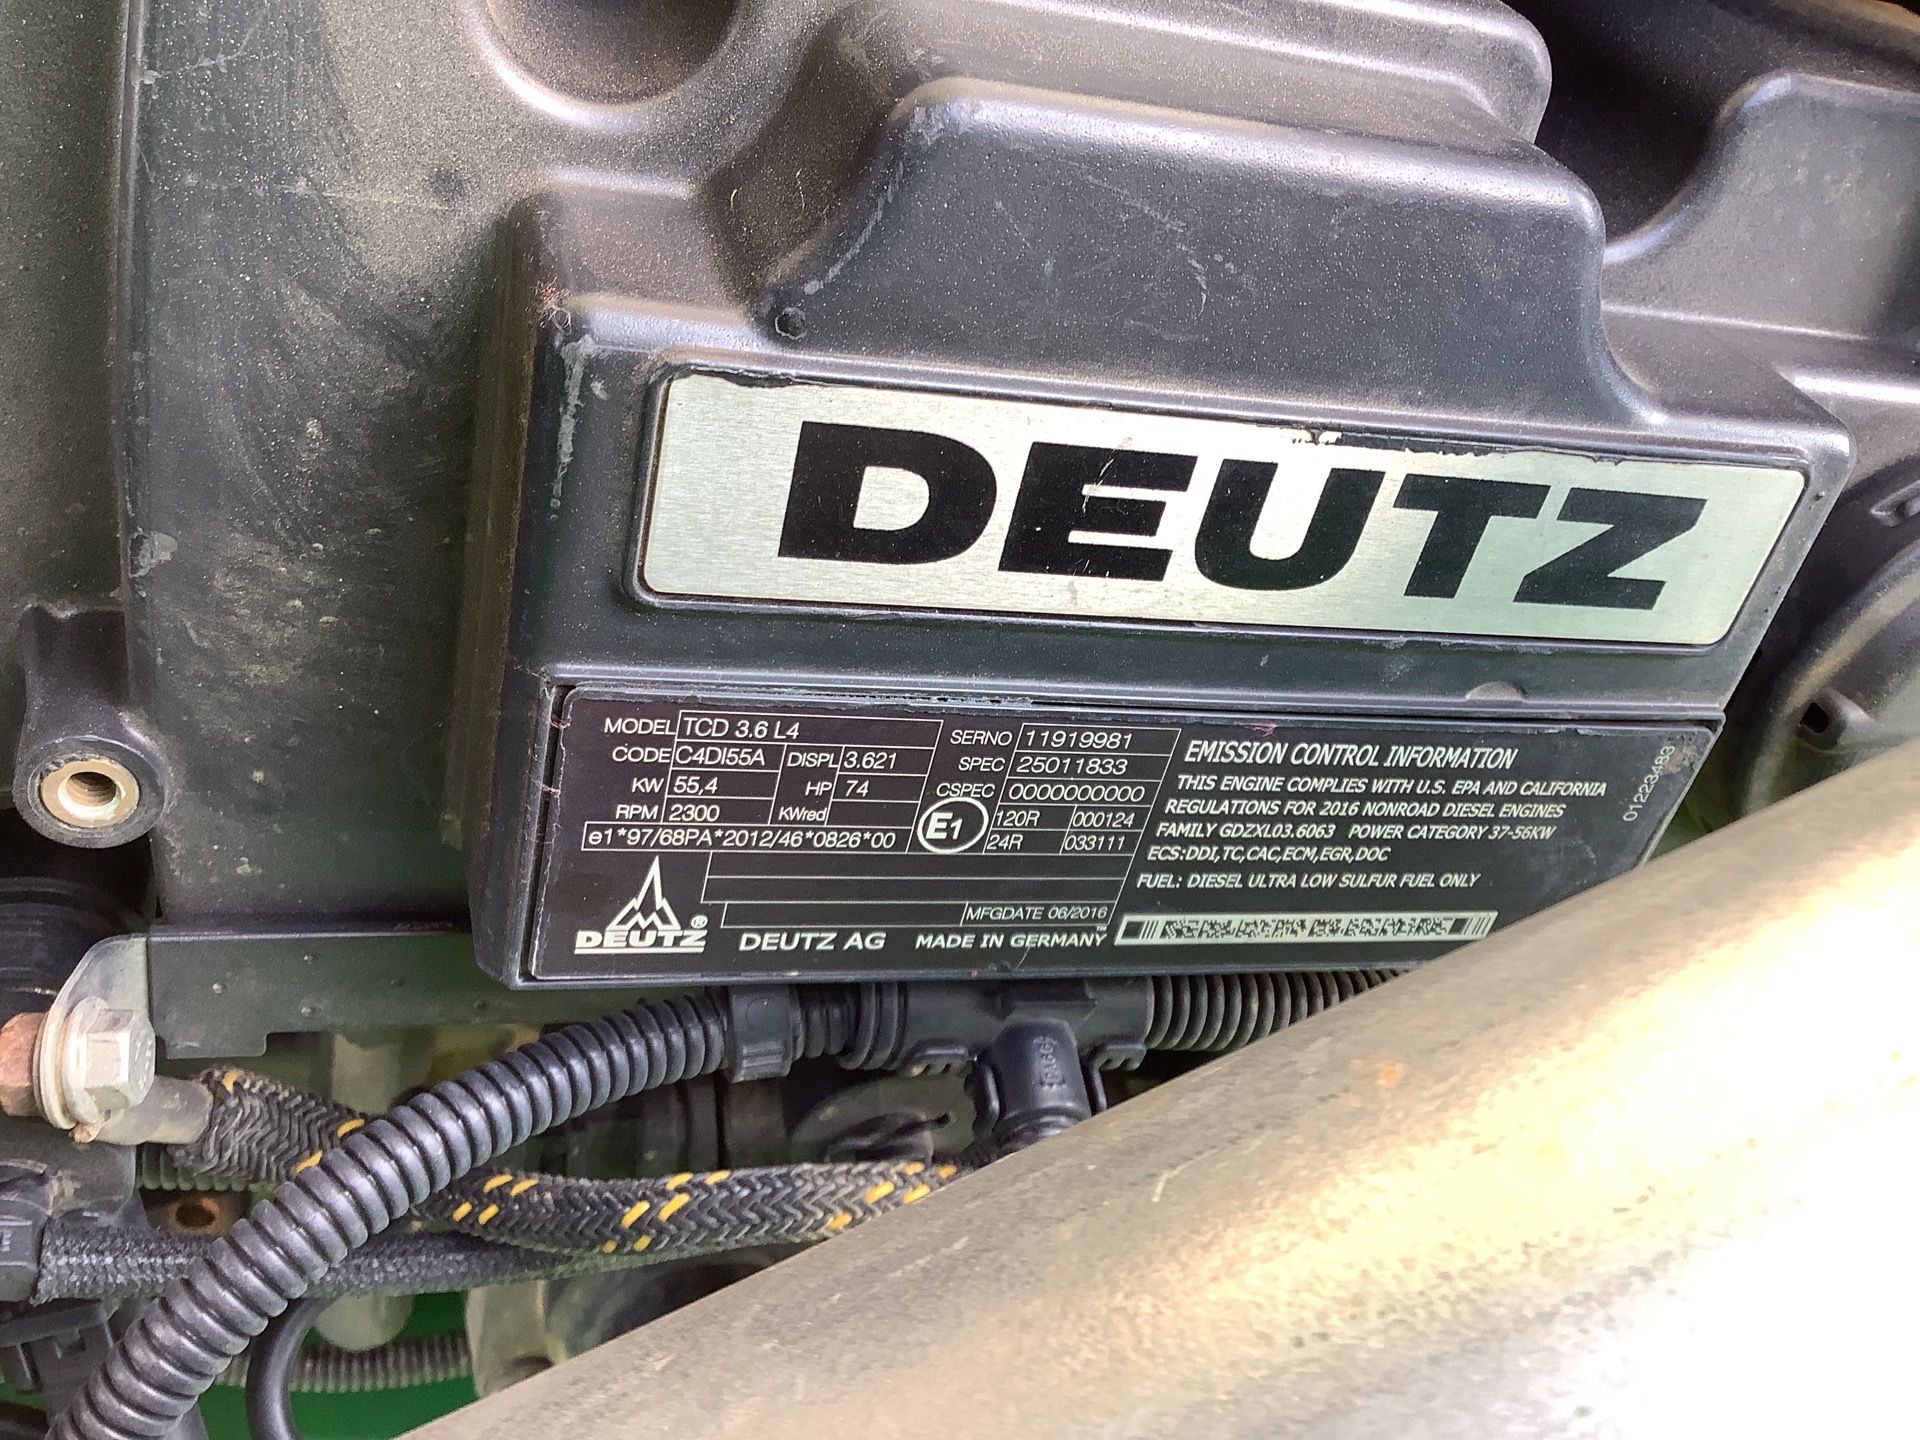 DEUTZ
MODEL TCD 3.6 L4
CODE C4DI55A DISPL 3.621
KW 55,4 HP 74
RPM 2300 KWred
e1*97/68PA*2012/46*0826*00
SERNO 11919981
SPEC 25011833
CSPEC 0000000000
E1 120R 000124
24R 033111
MFGDATE 06/2016
DEUTZ®
DEUTZ AG MADE IN GERMANY
EMISSION CONTROL INFORMATION
THIS ENGINE COMPLIES WITH U.S. EPA AND CALIFORNIA
REGULATIONS FOR 2016 NONROAD DIESEL ENGINES
FAMILY GDZXL03.6063 POWER CATEGORY 37-56KW
ECS:DDI,TC,CAC,ECM,EGR,DOC
FUEL: DIESEL ULTRA LOW SULFUR FUEL ONLY
01223483